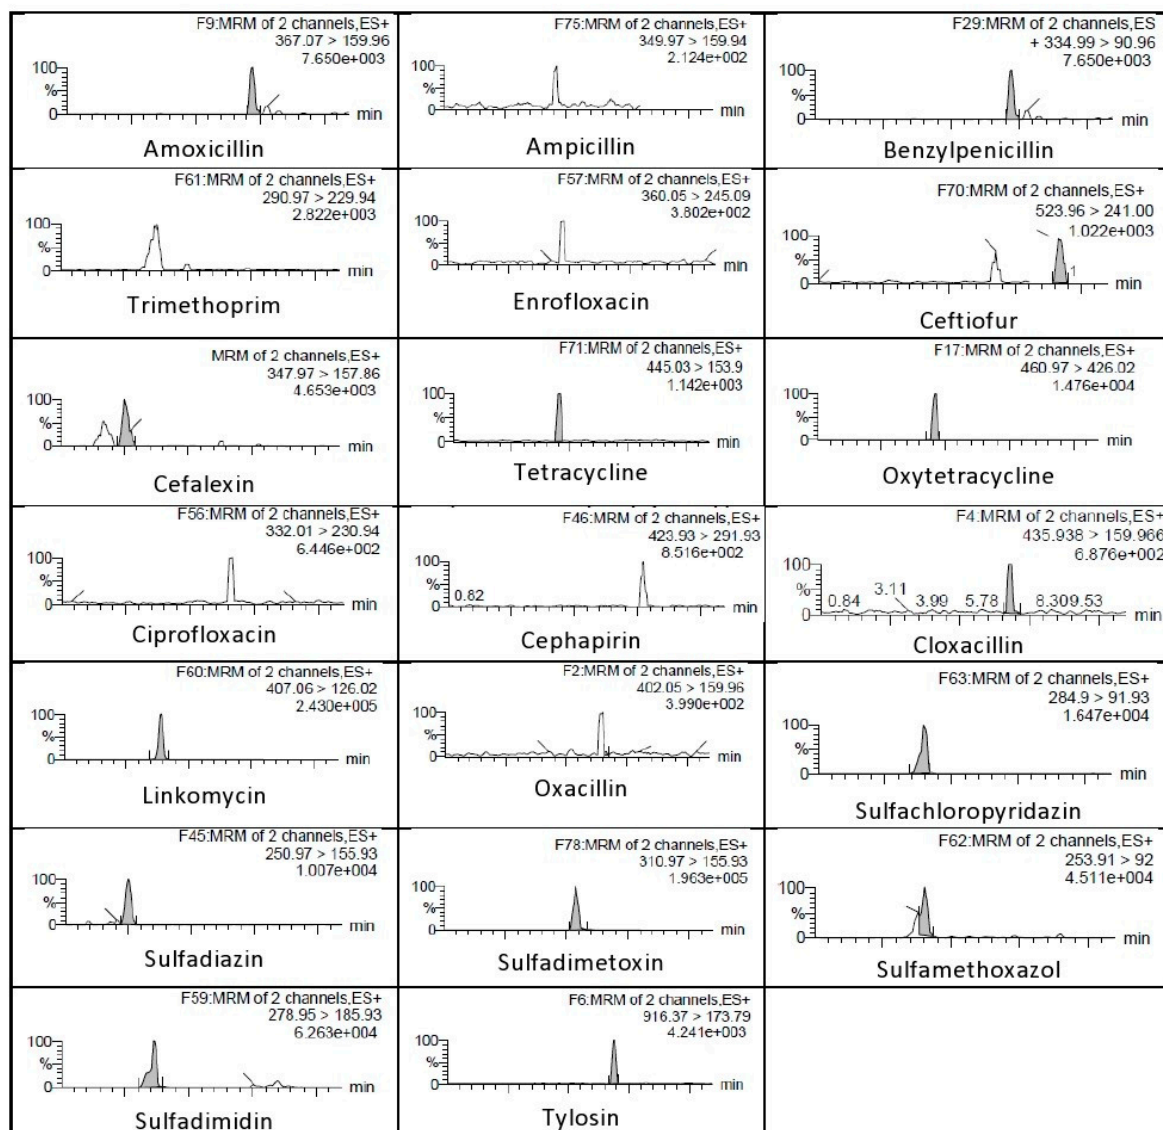 F9:MRM of 2 channels,ES+
367.07 > 159.96
7.650e+003
100
%
0
min
Amoxicillin
F75:MRM of 2 channels,ES+
349.97 > 159.94
2.124e+002
100
%
0
min
Ampicillin
F29:MRM of 2 channels,ES
+ 334.99 > 90.96
7.650e+003
100
%
0
min
Benzylpenicillin
F61:MRM of 2 channels,ES+
290.97 > 229.94
2.822e+003
100
%
0
min
Trimethoprim
F57:MRM of 2 channels,ES+
360.05 > 245.09
3.802e+002
100
%
0
min
Enrofloxacin
F70:MRM of 2 channels,ES+
523.96 > 241.00
1.022e+003
100
%
0
1
min
Ceftiofur
MRM of 2 channels,ES+
347.97 > 157.86
4.653e+003
100
%
0
min
Cefalexin
F71:MRM of 2 channels,ES+
445.03 > 153.9
1.142e+003
100
%
0
min
Tetracycline
F17:MRM of 2 channels,ES+
460.97 > 426.02
1.476e+004
100
%
0
min
Oxytetracycline
F56:MRM of 2 channels,ES+
332.01 > 230.94
6.446e+002
100
%
0
min
Ciprofloxacin
F46:MRM of 2 channels,ES+
423.93 > 291.93
8.516e+002
100
%
0
0.82
min
Cephapirin
F4:MRM of 2 channels,ES+
435.938 > 159.966
6.876e+002
100
%
0
0.84
3.11
3.99
5.78
8.309.53
min
Cloxacillin
F60:MRM of 2 channels,ES+
407.06 > 126.02
2.430e+005
100
%
0
min
Linkomycin
F2:MRM of 2 channels,ES+
402.05 > 159.96
3.990e+002
100
%
0
min
Oxacillin
F63:MRM of 2 channels,ES+
284.9 > 91.93
1.647e+004
100
%
0
min
Sulfachloropyridazin
F45:MRM of 2 channels,ES+
250.97 > 155.93
1.007e+004
100
%
0
min
Sulfadiazin
F78:MRM of 2 channels,ES+
310.97 > 155.93
1.963e+005
100
%
0
min
Sulfadimetoxin
F62:MRM of 2 channels,ES+
253.91 > 92
4.511e+004
100
%
0
min
Sulfamethoxazol
F59:MRM of 2 channels,ES+
278.95 > 185.93
6.263e+004
100
%
0
min
Sulfadimidin
F6:MRM of 2 channels,ES+
916.37 > 173.79
4.241e+003
100
%
0
min
Tylosin